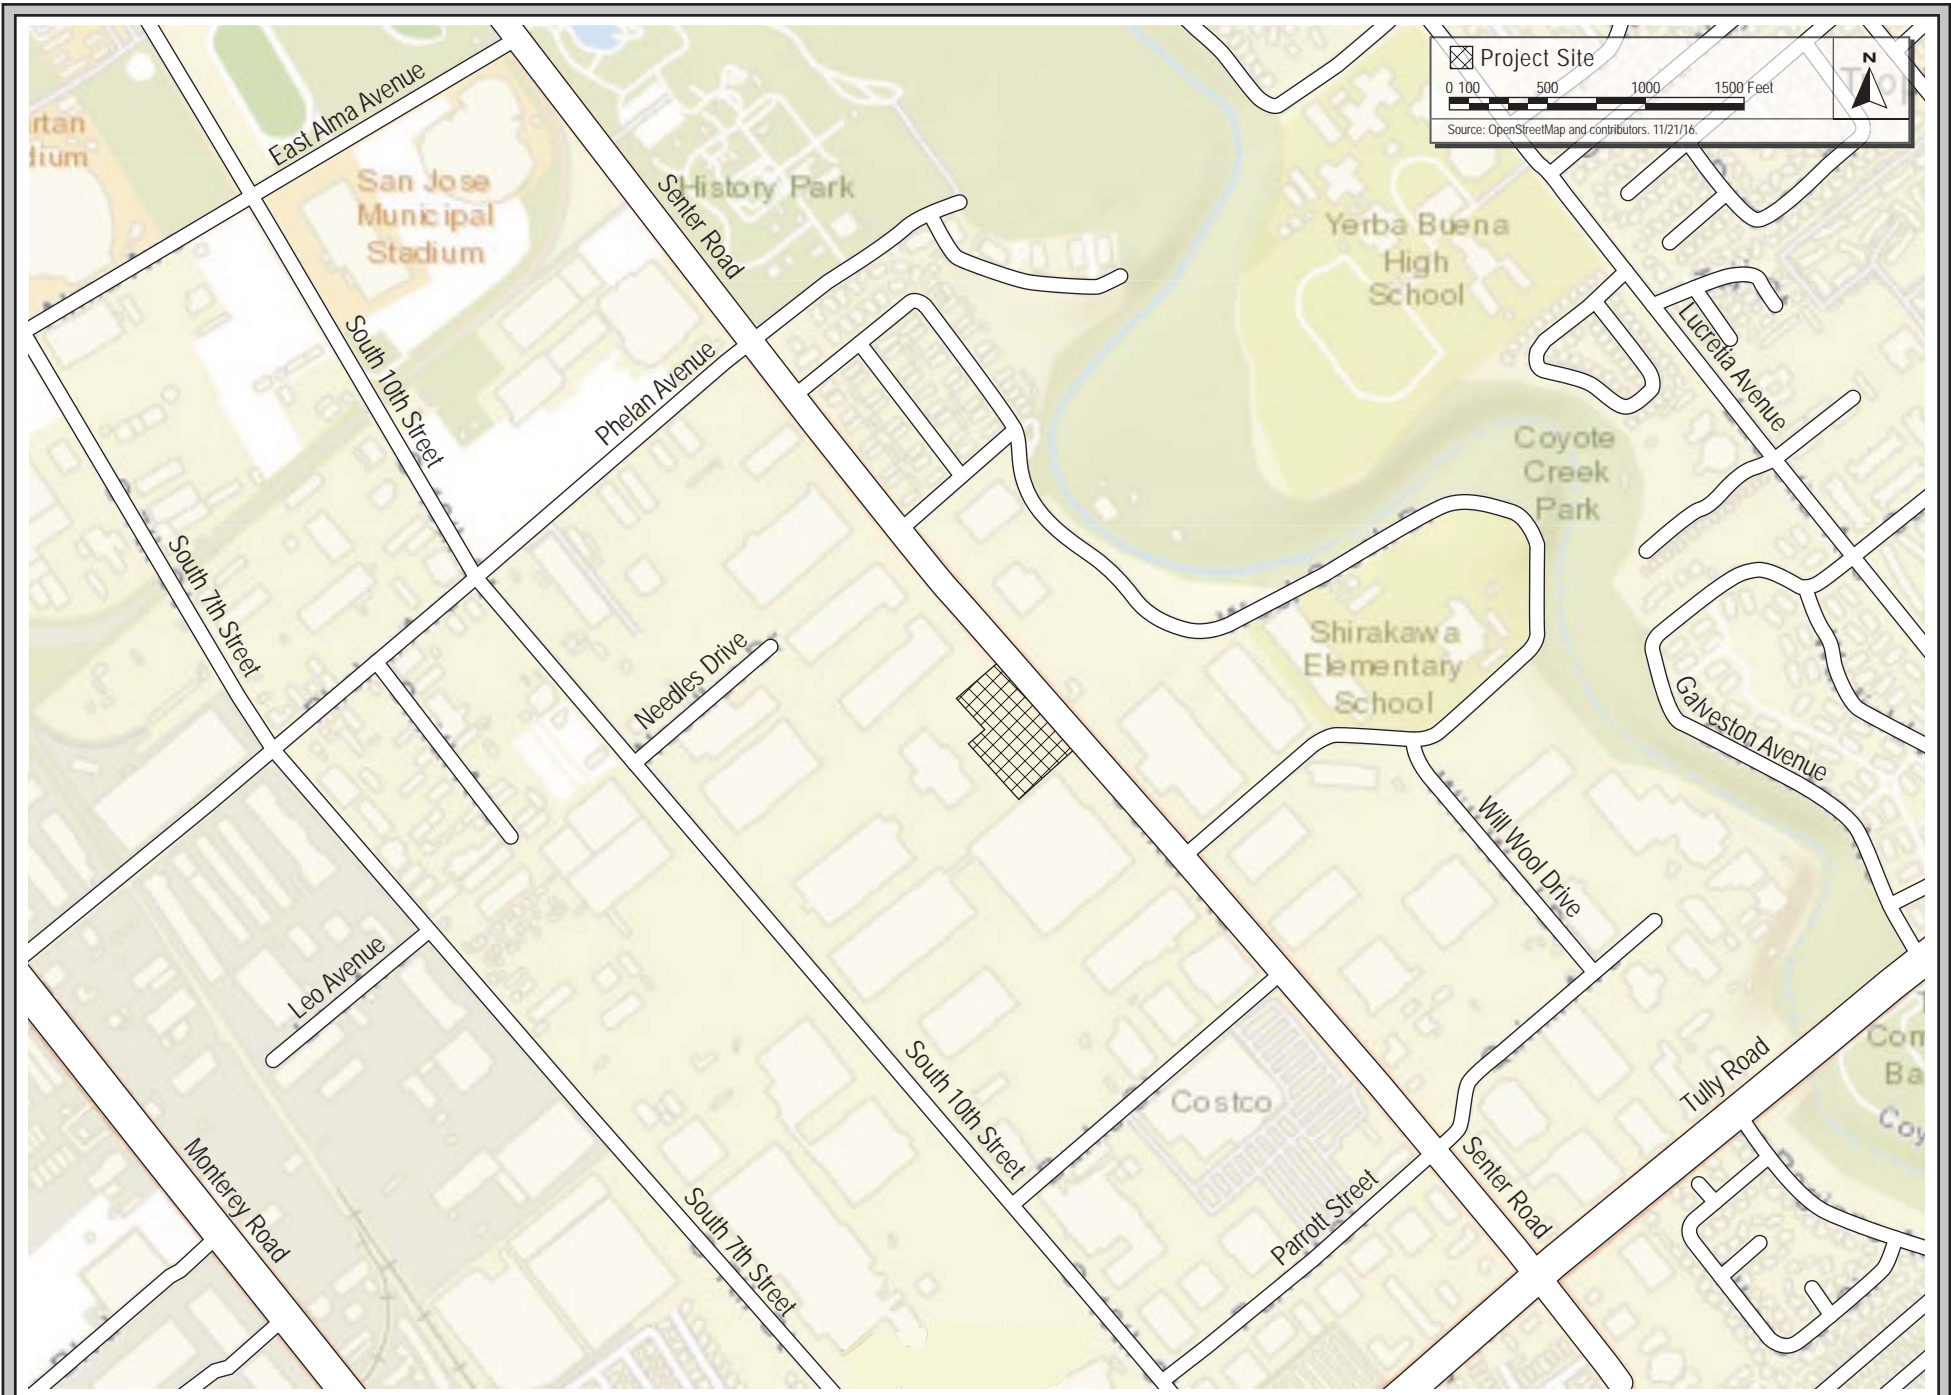 Project Site
0 100 500 1000 1500 Feet
N
Source: OpenStreetMap and contributors. 11/21/16.
East Alma Avenue
San Jose
Municipal
Stadium
Senter Road
History Park
Yerba Buena
High
School
South 10th Street
Phelan Avenue
Lucretia Avenue
Coyote
Creek
Park
South 7th Street
Needles Drive
Shirakawa
Elementary
School
Galveston Avenue
Will Wool Drive
Leo Avenue
South 10th Street
Costco
Tully Road
Monterey Road
South 7th Street
Parrott Street
Senter Road